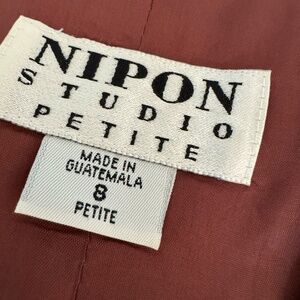 NIPON
STUDIO
PETITE
MADE IN
GUATEMALA
8
PETITE